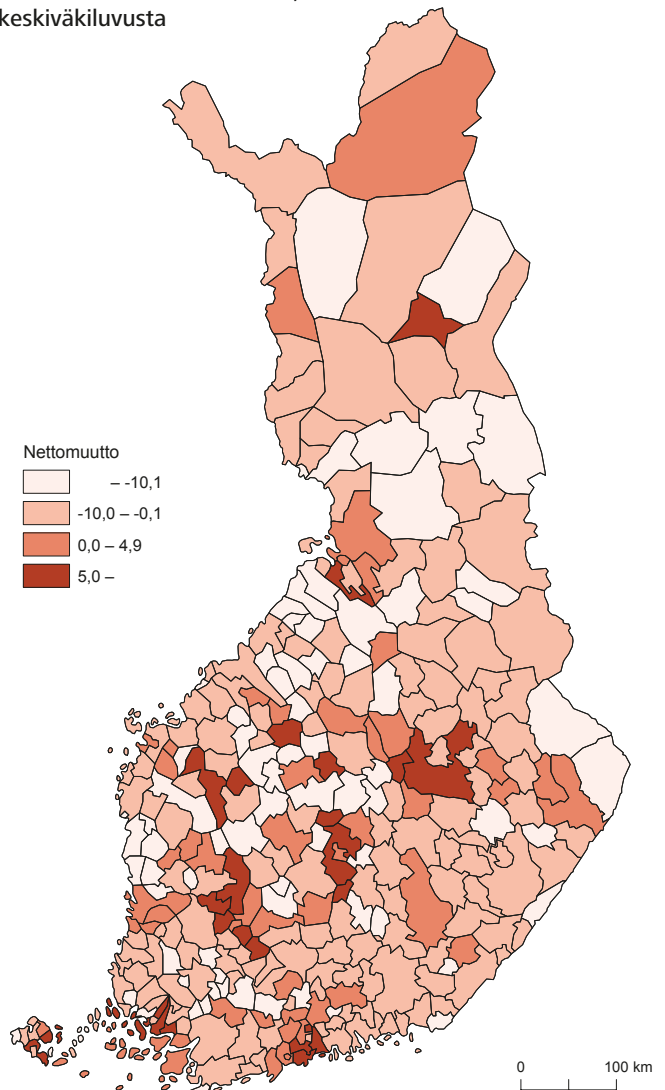 keskiväkiluvusta
Nettomuutto
– -10,1
-10,0 – -0,1
0,0 – 4,9
5,0 –
0 100 km